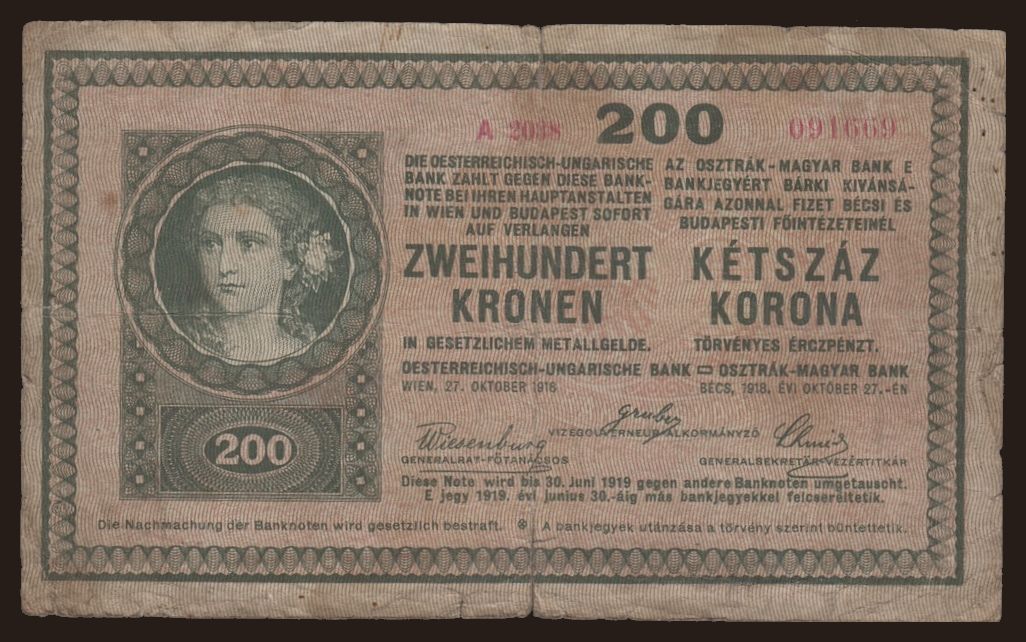 A 2038 200 091669
DIE OESTERREICHISCH-UNGARISCHE
BANK ZAHLT GEGEN DIESE BANK-
NOTE BEI IHREN HAUPTANSTALTEN
IN WIEN UND BUDAPEST SOFORT
AUF VERLANGEN
ZWEIHUNDERT
KRONEN
IN GESETZLICHEM METALLGELDE.
AZ OSZTRÁK-MAGYAR BANK E
BANKJEGYÉRT BÁRKI KIVÁNSÁ-
GÁRA AZONNAL FIZET BÉCSI ÉS
BUDAPESTI FŐINTÉZETEINÉL
KÉTSZÁZ
KORONA
TÖRVÉNYES ÉRCZPÉNZT.
OESTERREICHISCH-UNGARISCHE BANK OSZTRÁK-MAGYAR BANK
WIEN, 27. OKTOBER 1918 BÉCS, 1918. ÉVI OKTÓBER 27.-ÉN
Gruber
Wiesenburg VIZEGOUVERNEUR-ALKORMÁNYZÓ Schmid
GENERALRAT-FŐTANÁCSOS GENERALSEKRETÄR-VEZÉRTITKÁR
Diese Note wird bis 30. Juni 1919 gegen andere Banknoten umgetauscht.
E jegy 1919. évi junius 30.-áig más bankjegyekkel felcseréltetik.
200
Die Nachmachung der Banknoten wird gesetzlich bestraft. A bankjegyek utánzása a törvény szerint büntettetik.